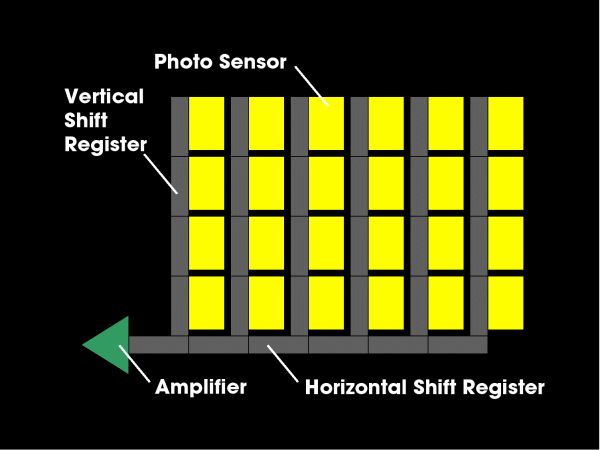 Photo Sensor
Vertical
Shift
Register
Amplifier
Horizontal Shift Register